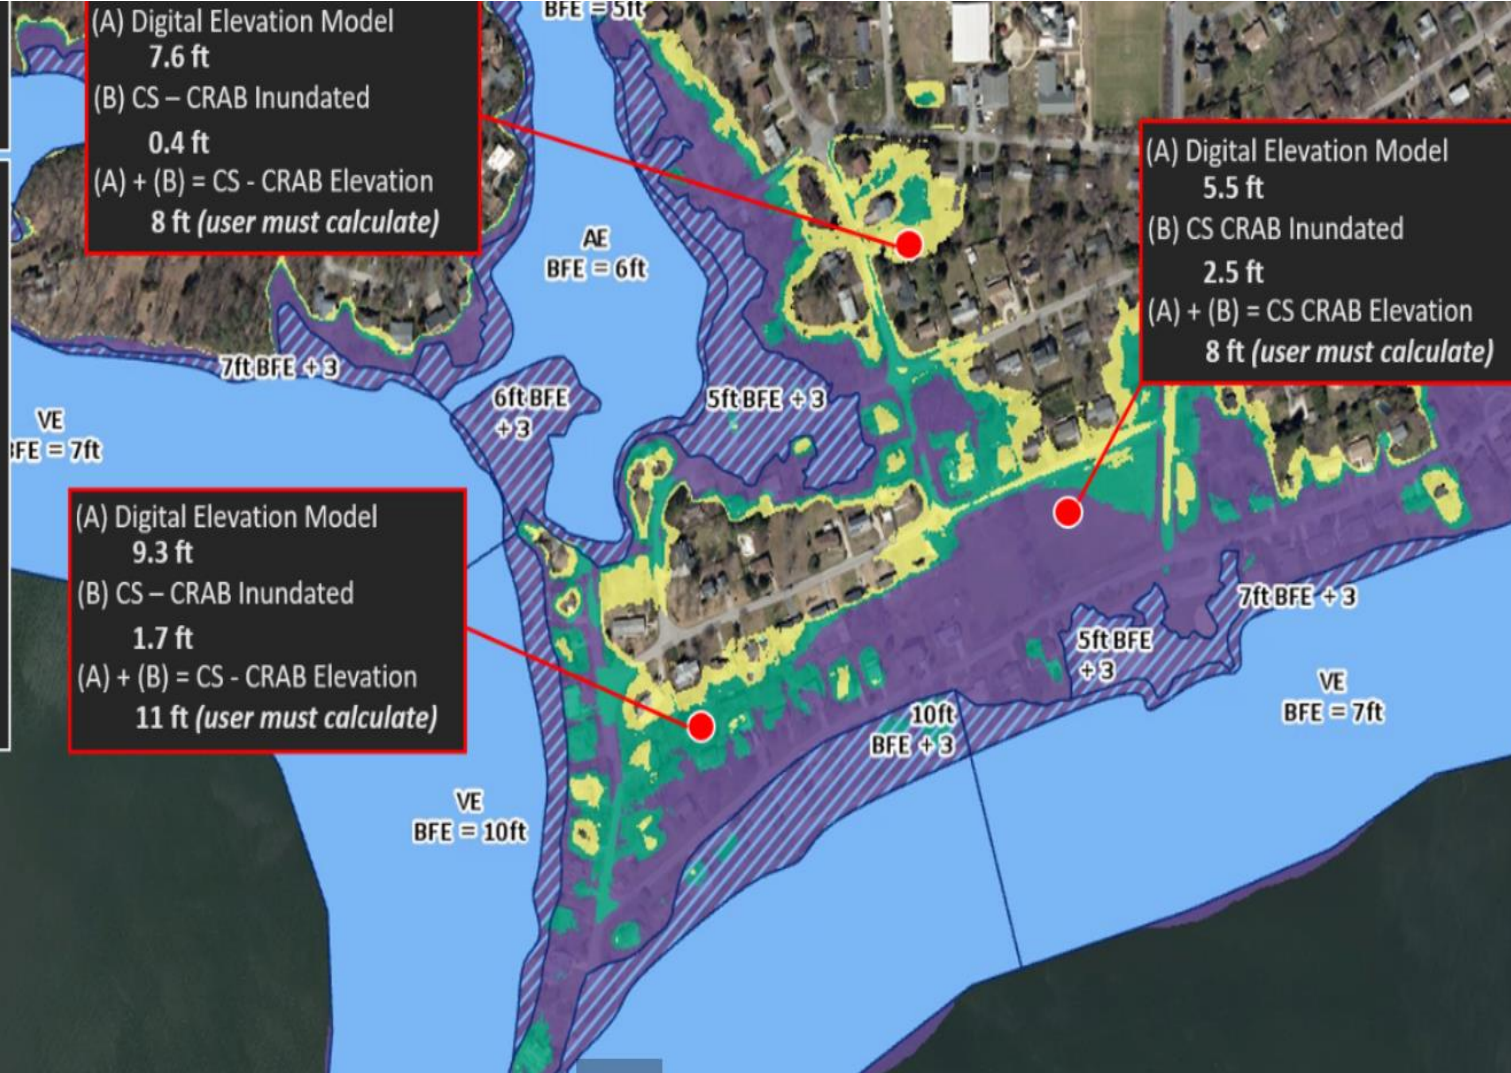 BFE = 5ft
(A) Digital Elevation Model
7.6 ft
(B) CS – CRAB Inundated
0.4 ft
(A) + (B) = CS - CRAB Elevation
8 ft (user must calculate)
(A) Digital Elevation Model
5.5 ft
(B) CS CRAB Inundated
2.5 ft
(A) + (B) = CS CRAB Elevation
8 ft (user must calculate)
AE
BFE = 6ft
7ft BFE + 3
6ft BFE
+ 3
5ft BFE + 3
VE
BFE = 7ft
(A) Digital Elevation Model
9.3 ft
(B) CS – CRAB Inundated
1.7 ft
(A) + (B) = CS - CRAB Elevation
11 ft (user must calculate)
7ft BFE + 3
5ft BFE
+ 3
VE
BFE = 7ft
10ft
BFE + 3
VE
BFE = 10ft